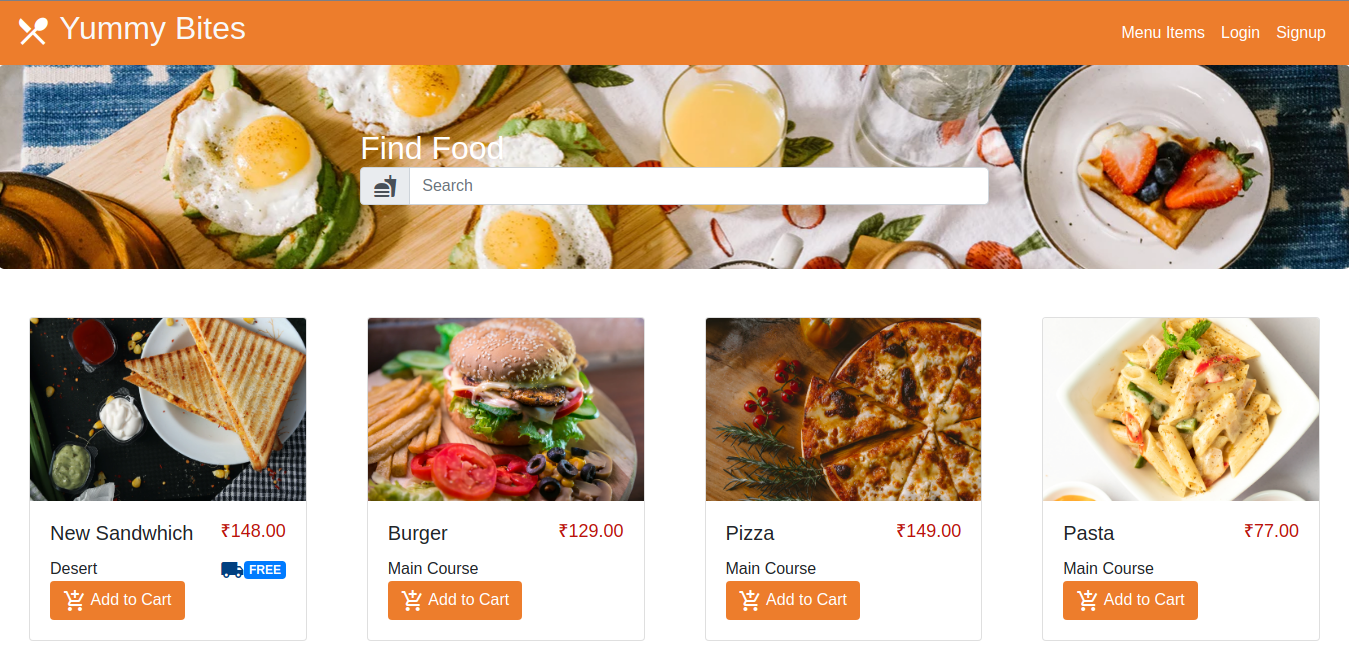 Yummy Bites
Menu Items Login Signup
Find Food
Search
New Sandwhich ₹148.00
Desert FREE
Add to Cart
Burger ₹129.00
Main Course
Add to Cart
Pizza ₹149.00
Main Course
Add to Cart
Pasta ₹77.00
Main Course
Add to Cart